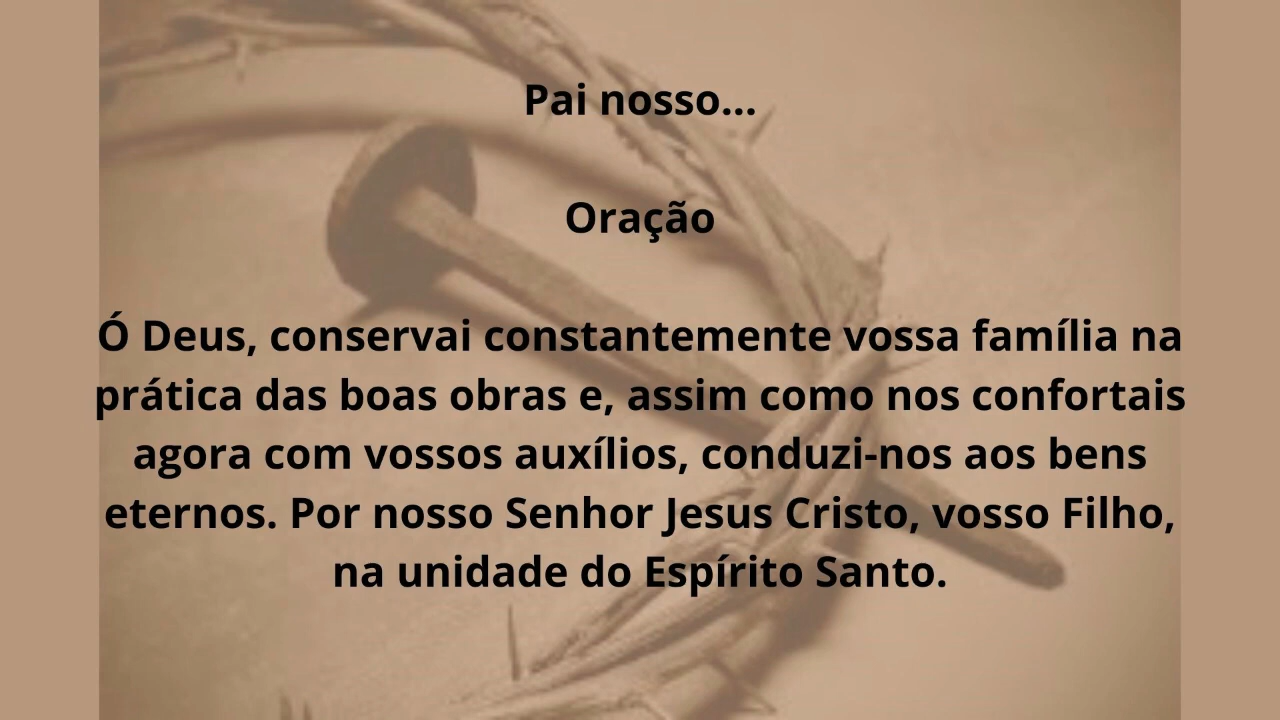 Pai nosso...
Oração
Ó Deus, conservai constantemente vossa família na
prática das boas obras e, assim como nos confortais
agora com vossos auxílios, conduzi-nos aos bens
eternos. Por nosso Senhor Jesus Cristo, vosso Filho,
na unidade do Espírito Santo.